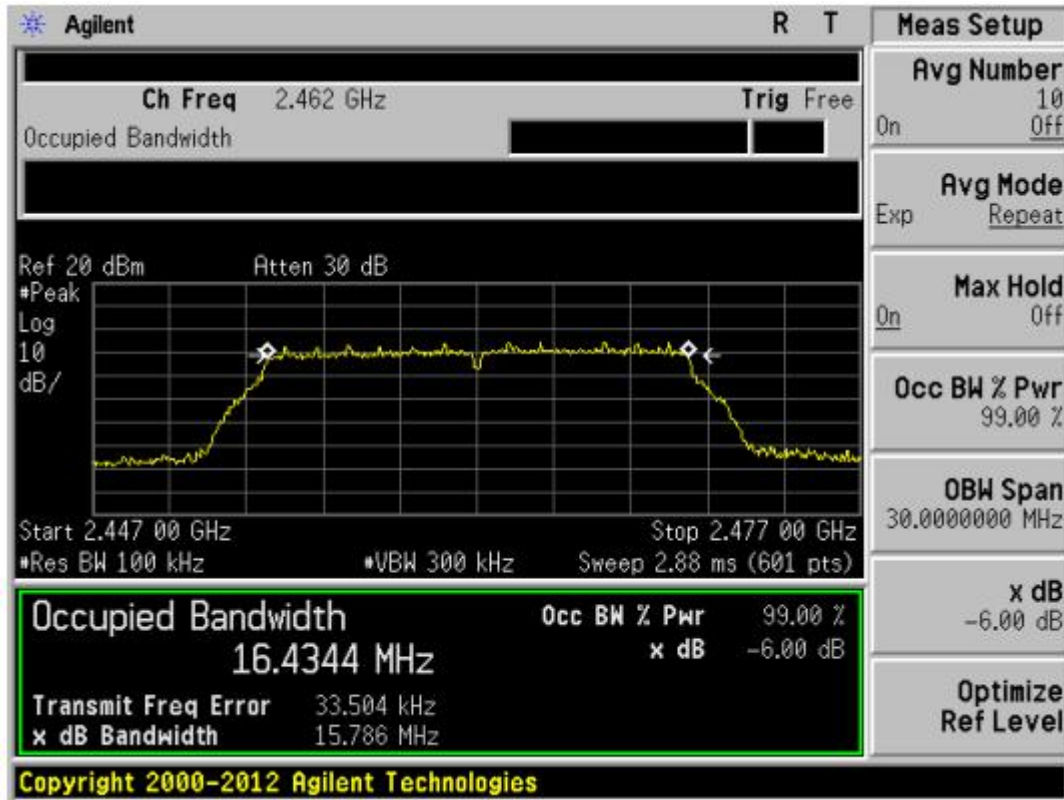 Agilent R T
Ch Freq 2.462 GHz Trig Free
Occupied Bandwidth
Ref 20 dBm Atten 30 dB
#Peak
Log
10
dB/
Start 2.447 00 GHz Stop 2.477 00 GHz
#Res BW 100 kHz #VBW 300 kHz Sweep 2.88 ms (601 pts)
Occupied Bandwidth Occ BW % Pwr 99.00 %
16.4344 MHz x dB -6.00 dB
Transmit Freq Error 33.504 kHz
x dB Bandwidth 15.786 MHz
Copyright 2000-2012 Agilent Technologies
Meas Setup
Avg Number
10
On Off
Avg Mode
Exp Repeat
Max Hold
On Off
Occ BW % Pwr
99.00 %
OBW Span
30.0000000 MHz
x dB
-6.00 dB
Optimize
Ref Level